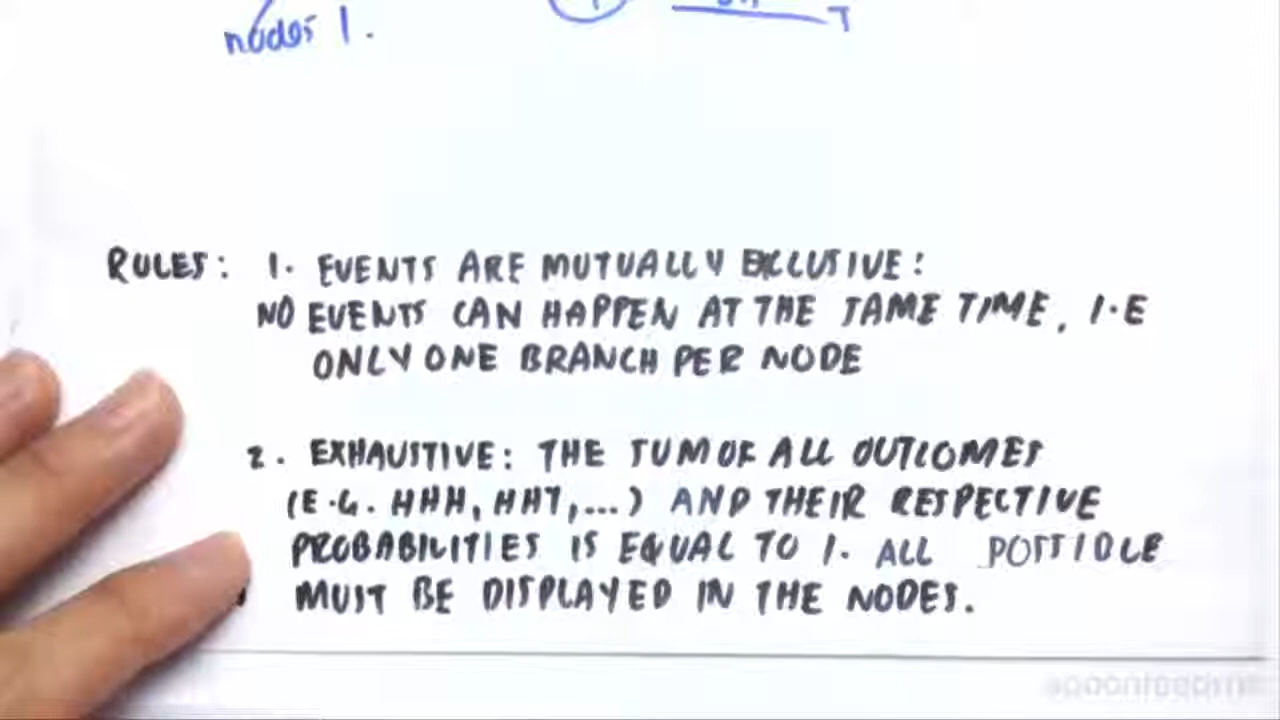 nodes 1.
RULES: 1. EVENTS ARE MUTUALLY EXCLUSIVE:
NO EVENTS CAN HAPPEN AT THE SAME TIME, I.E
ONLY ONE BRANCH PER NODE
2. EXHAUSTIVE: THE SUM OF ALL OUTCOMES
(E.G. HHH, HHT,...) AND THEIR RESPECTIVE
PROBABILITIES IS EQUAL TO 1. ALL POSSIBLE
MUST BE DISPLAYED IN THE NODES.